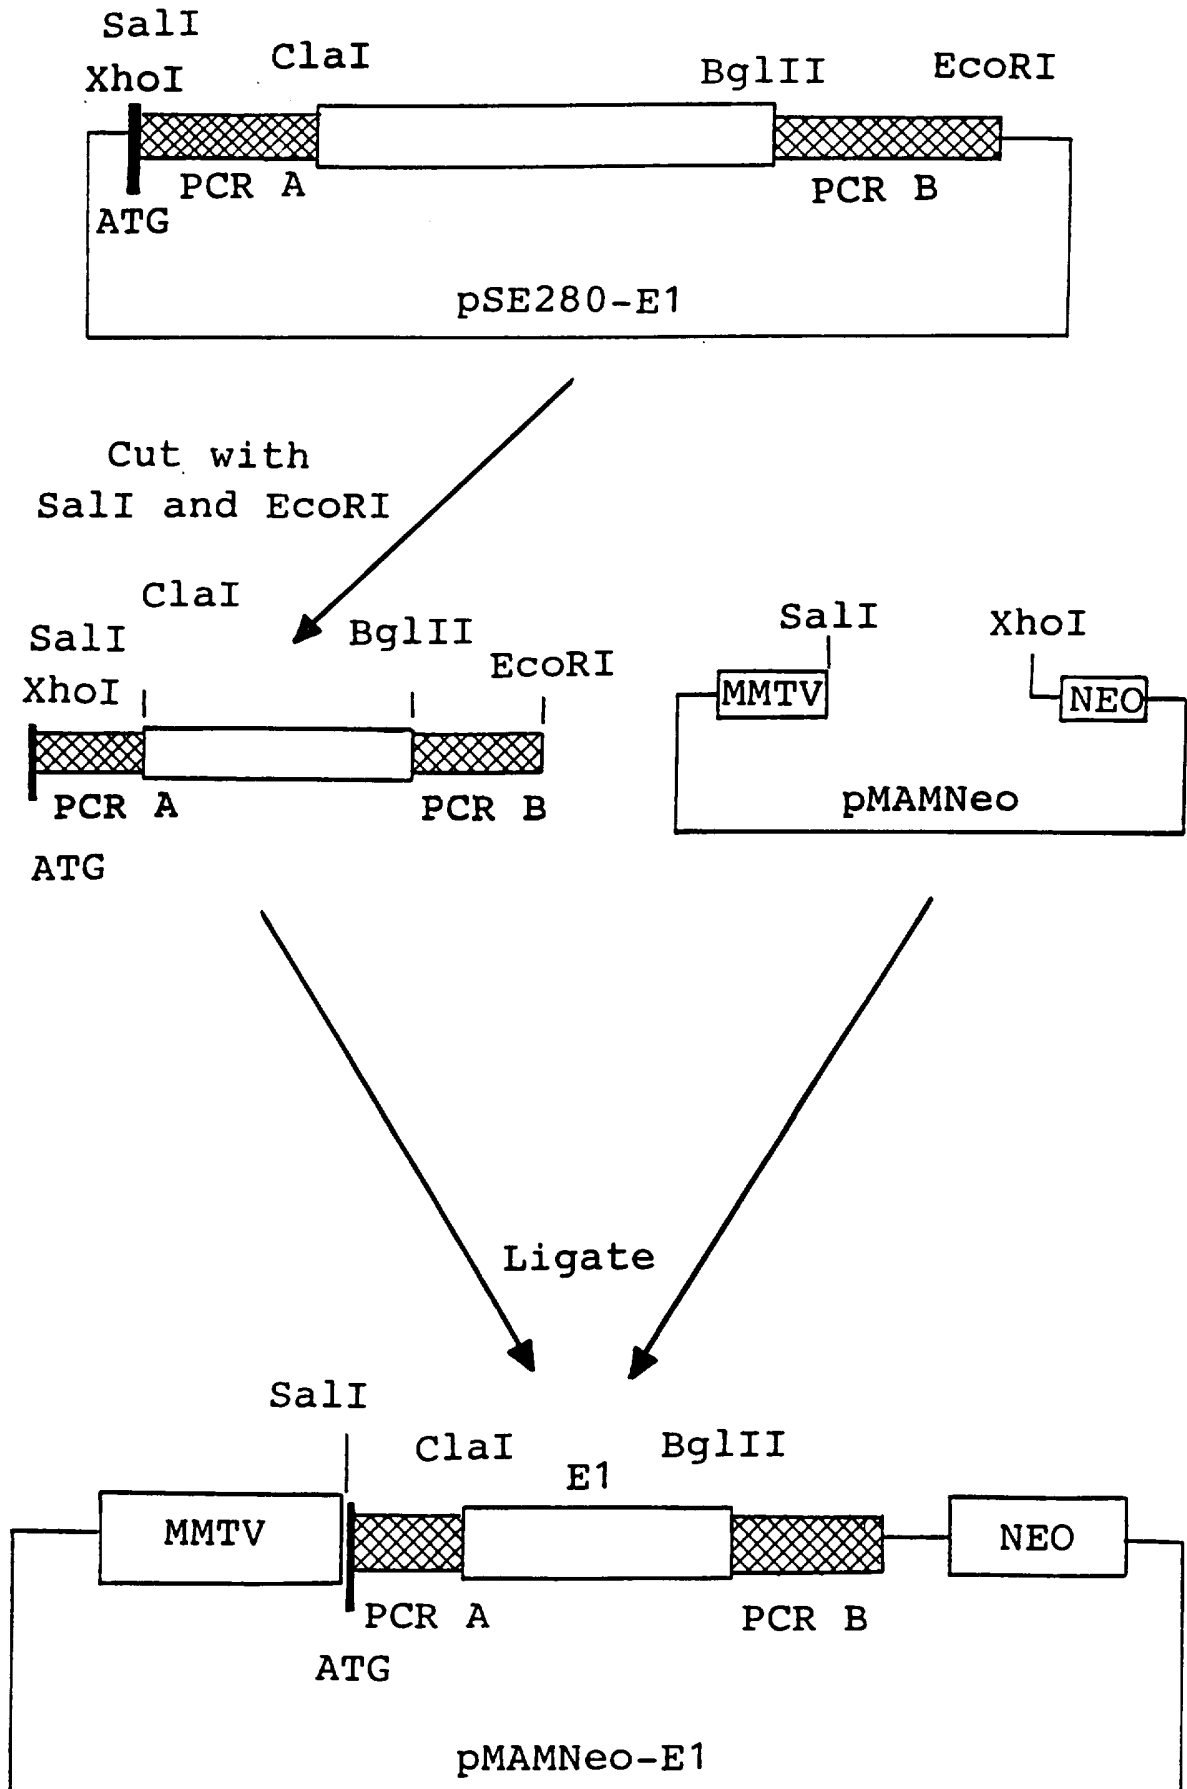 SalI
XhoI
ClaI
BglII
EcoRI
PCR A
PCR B
ATG
pSE280-E1
Cut with
SalI and EcoRI
ClaI
SalI
XhoI
BglII
EcoRI
PCR A
PCR B
ATG
SalI
XhoI
MMTV
NEO
pMAMNeo
Ligate
SalI
ClaI
E1
BglII
MMTV
NEO
PCR A
PCR B
ATG
pMAMNeo-E1